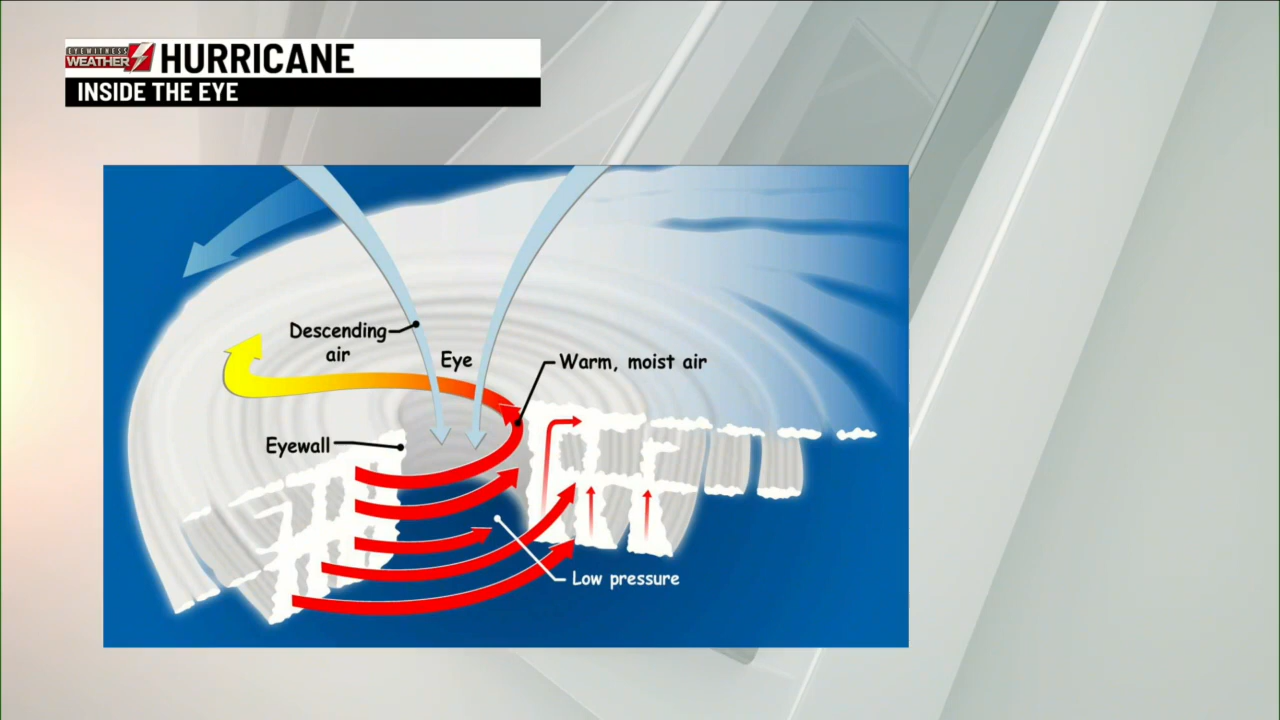 EYEWITNESS
WEATHER
HURRICANE
INSIDE THE EYE
Descending
air
Eye
Warm, moist air
Eyewall
Low pressure